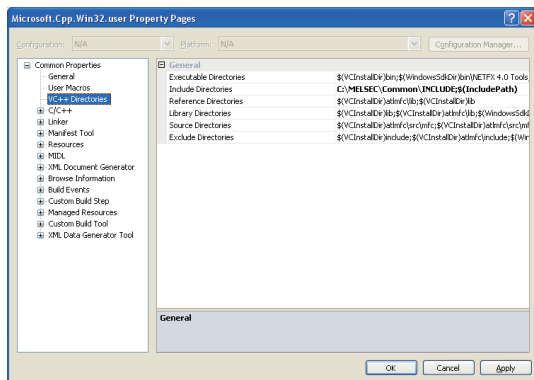 Microsoft.Cpp.Win32.user Property Pages
Configuration: N/A Platform: N/A Configuration Manager...
Common Properties
General
User Macros
VC++ Directories
C/C++
Linker
Manifest Tool
Resources
MIDL
XML Document Generator
Browse Information
Build Events
Custom Build Step
Managed Resources
Custom Build Tool
XML Data Generator Tool
General
Executable Directories $(VCInstallDir)bin;$(WindowsSdkDir)bin\NETFX 4.0 Tools
Include Directories C:\MELSEC\Common\INCLUDE;$(IncludePath)
Reference Directories $(VCInstallDir)atlmfc\lib;$(VCInstallDir)lib
Library Directories $(VCInstallDir)lib;$(VCInstallDir)atlmfc\lib;$(WindowsSdkD
Source Directories $(VCInstallDir)atlmfc\src\mfc;$(VCInstallDir)atlmfc\src\mf
Exclude Directories $(VCInstallDir)include;$(VCInstallDir)atlmfc\include;$(Win
General
OK Cancel Apply